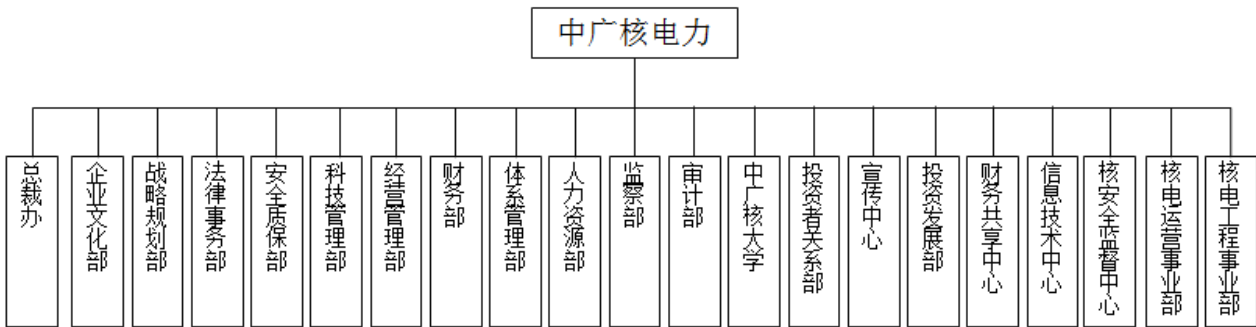 中广核电力
总裁办
企业文化部
战略规划部
法律事务部
安全质保部
科技管理部
经营管理部
财务部
体系管理部
人力资源部
监察部
审计部
中广核大学
投资者关系部
宣传中心
投资发展部
财务共享中心
信息技术中心
核安全监督中心
核电运营事业部
核电工程事业部